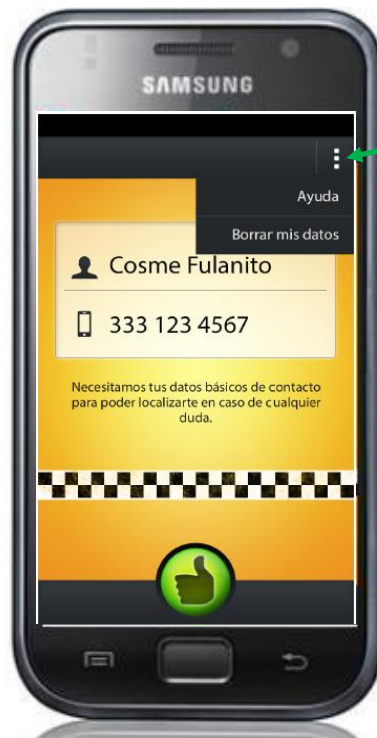 SAMSUNG
Ayuda
Borrar mis datos
Cosme Fulanito
333 123 4567
Necesitamos tus datos básicos de contacto
para poder localizarte en caso de cualquier
duda.